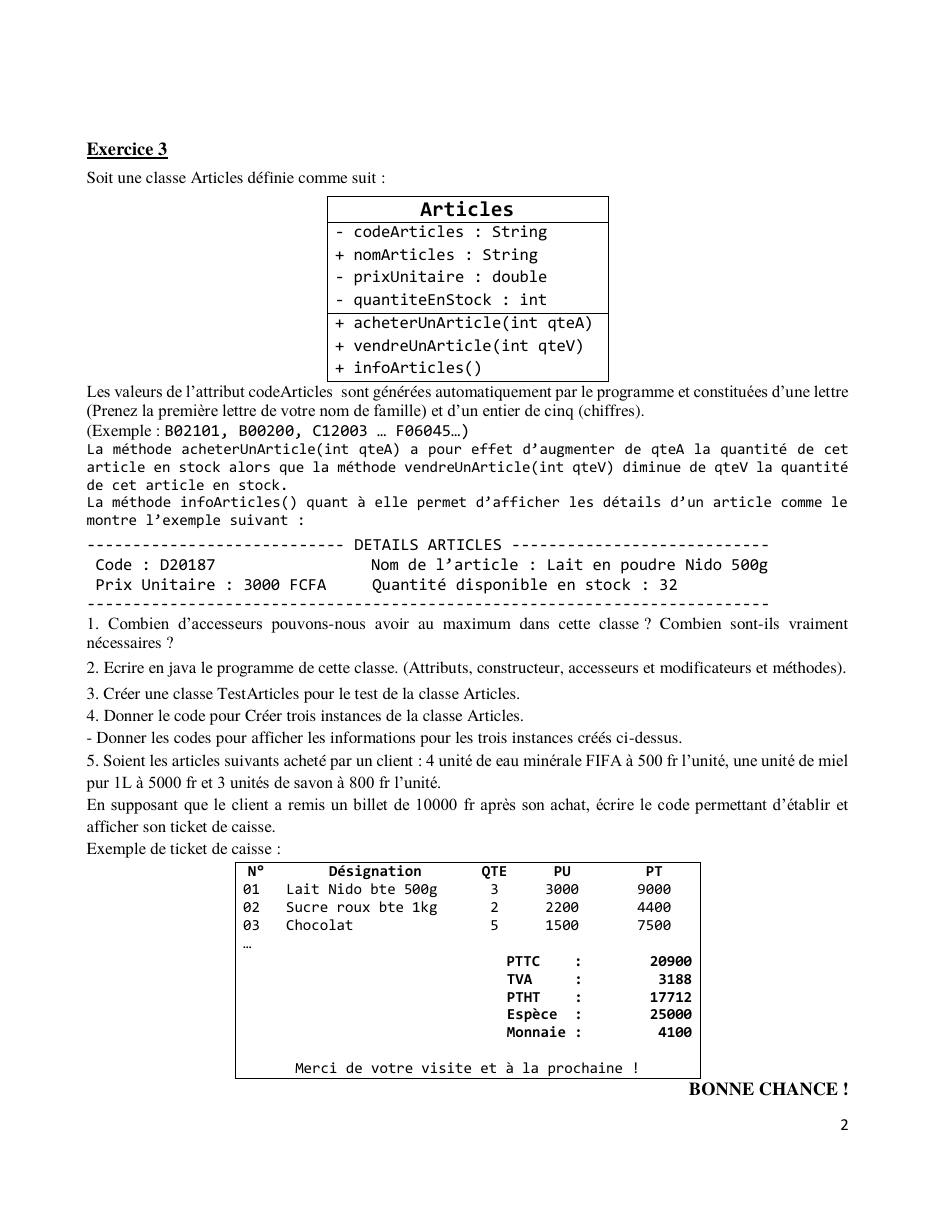 Exercice 3
Soit une classe Articles définie comme suit :
Articles
- codeArticles : String
+ nomArticles : String
- prixUnitaire : double
- quantiteEnStock : int
+ acheterUnArticle(int qteA)
+ vendreUnArticle(int qteV)
+ infoArticles()
Les valeurs de l’attribut codeArticles sont générées automatiquement par le programme et constituées d’une lettre
(Prenez la première lettre de votre nom de famille) et d’un entier de cinq (chiffres).
(Exemple : B02101, B00200, C12003 … F06045…)
La méthode acheterUnArticle(int qteA) a pour effet d’augmenter de qteA la quantité de cet
article en stock alors que la méthode vendreUnArticle(int qteV) diminue de qteV la quantité
de cet article en stock.
La méthode infoArticles() quant à elle permet d’afficher les détails d’un article comme le
montre l’exemple suivant :
---------------------------- DETAILS ARTICLES ----------------------------
Code : D20187 Nom de l’article : Lait en poudre Nido 500g
Prix Unitaire : 3000 FCFA Quantité disponible en stock : 32
--------------------------------------------------------------------------
1. Combien d’accesseurs pouvons-nous avoir au maximum dans cette classe ? Combien sont-ils vraiment
nécessaires ?
2. Ecrire en java le programme de cette classe. (Attributs, constructeur, accesseurs et modificateurs et méthodes).
3. Créer une classe TestArticles pour le test de la classe Articles.
4. Donner le code pour Créer trois instances de la classe Articles.
- Donner les codes pour afficher les informations pour les trois instances créés ci-dessus.
5. Soient les articles suivants acheté par un client : 4 unité de eau minérale FIFA à 500 fr l’unité, une unité de miel
pur 1L à 5000 fr et 3 unités de savon à 800 fr l’unité.
En supposant que le client a remis un billet de 10000 fr après son achat, écrire le code permettant d’établir et
afficher son ticket de caisse.
Exemple de ticket de caisse :
N° Désignation QTE PU PT
01 Lait Nido bte 500g 3 3000 9000
02 Sucre roux bte 1kg 2 2200 4400
03 Chocolat 5 1500 7500
…
PTTC : 20900
TVA : 3188
PTHT : 17712
Espèce : 25000
Monnaie : 4100
Merci de votre visite et à la prochaine !
BONNE CHANCE !
2